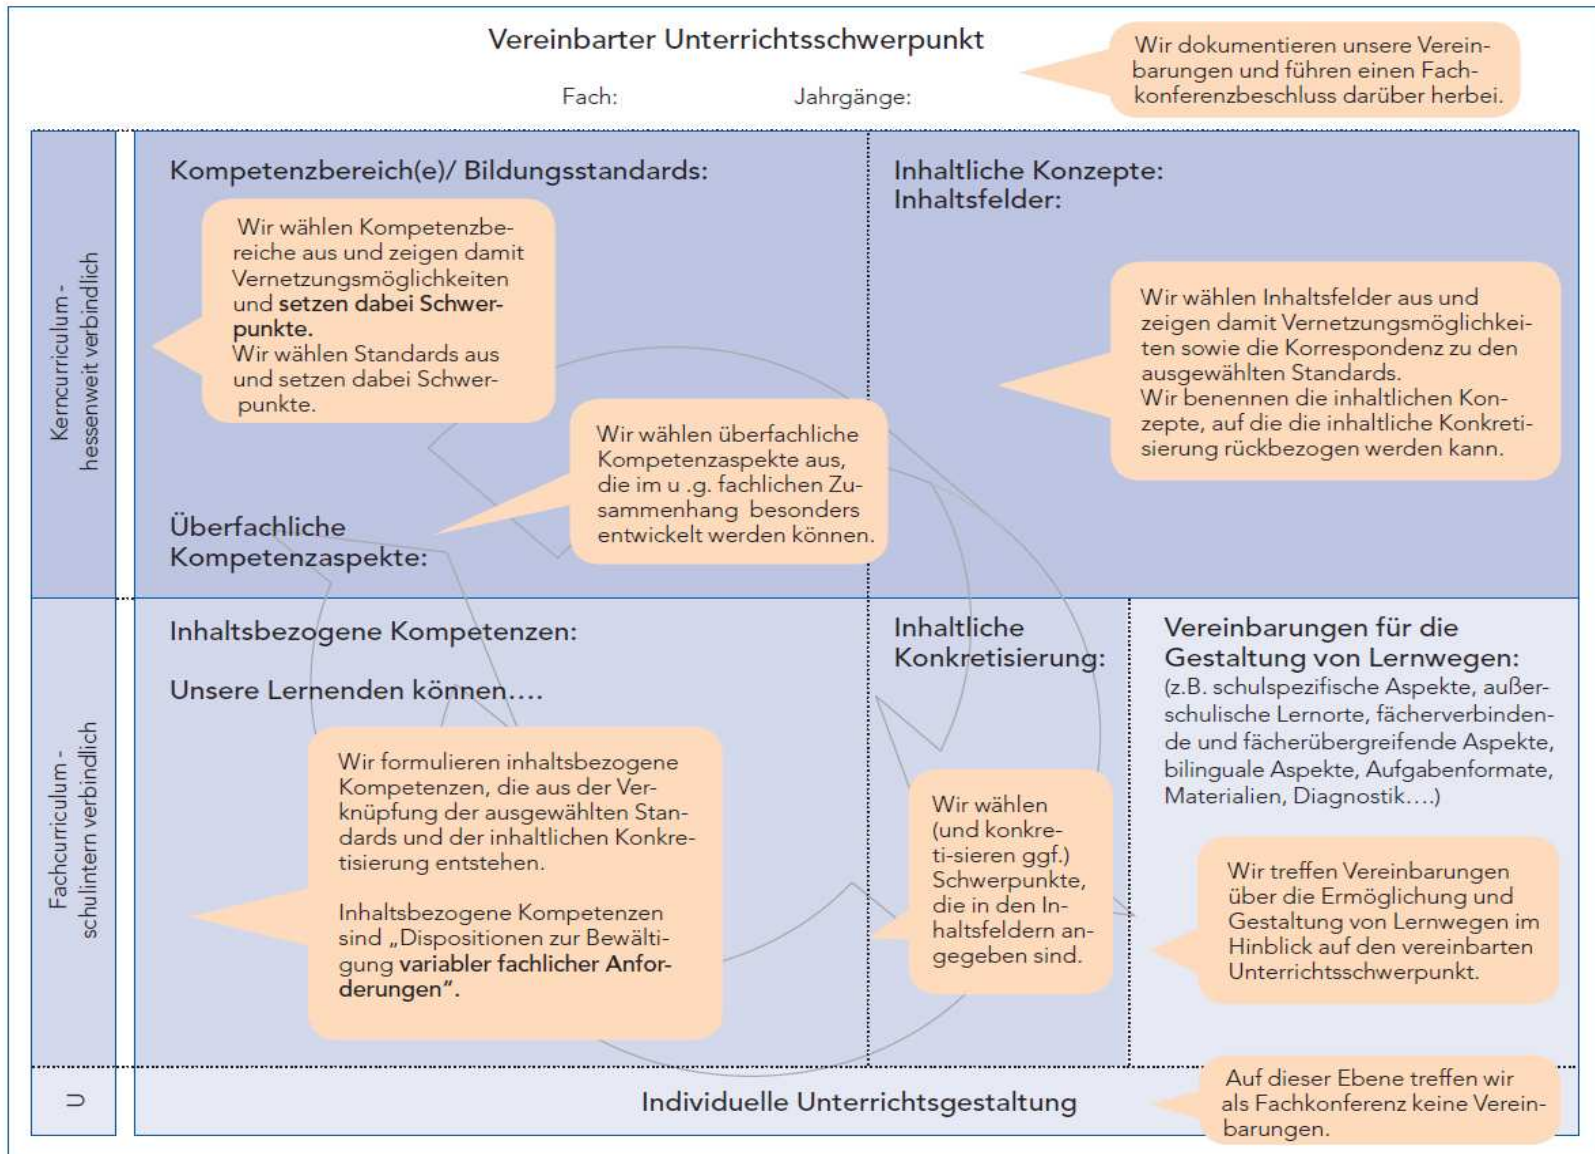 Vereinbarter Unterrichtsschwerpunkt
Fach:
Jahrgänge:
Wir dokumentieren unsere Verein-
barungen und führen einen Fach-
konferenzbeschluss darüber herbei.
Kerncurriculum -
hessenweit verbindlich
Kompetenzbereich(e)/ Bildungsstandards:
Wir wählen Kompetenzbe-
reiche aus und zeigen damit
Vernetzungsmöglichkeiten
und setzen dabei Schwer-
punkte.
Wir wählen Standards aus
und setzen dabei Schwer-
punkte.
Überfachliche
Kompetenzaspekte:
Wir wählen überfachliche
Kompetenzaspekte aus,
die im u .g. fachlichen Zu-
sammenhang besonders
entwickelt werden können.
Inhaltliche Konzepte:
Inhaltsfelder:
Wir wählen Inhaltsfelder aus und
zeigen damit Vernetzungsmöglichkei-
ten sowie die Korrespondenz zu den
ausgewählten Standards.
Wir benennen die inhaltlichen Kon-
zepte, auf die die inhaltliche Konkreti-
sierung rückbezogen werden kann.
Fachcurriculum -
schulintern verbindlich
Inhaltsbezogene Kompetenzen:
Unsere Lernenden können....
Wir formulieren inhaltsbezogene
Kompetenzen, die aus der Ver-
knüpfung der ausgewählten Stan-
dards und der inhaltlichen Konkre-
tisierung entstehen.
Inhaltsbezogene Kompetenzen
sind „Dispositionen zur Bewälti-
gung variabler fachlicher Anfor-
derungen“.
Inhaltliche
Konkretisierung:
Wir wählen
(und konkre-
ti-sieren ggf.)
Schwerpunkte,
die in den In-
haltsfeldern an-
gegeben sind.
Vereinbarungen für die
Gestaltung von Lernwegen:
(z.B. schulspezifische Aspekte, außer-
schulische Lernorte, fächerverbinden-
de und fächerübergreifende Aspekte,
bilinguale Aspekte, Aufgabenformate,
Materialien, Diagnostik....)
Wir treffen Vereinbarungen
über die Ermöglichung und
Gestaltung von Lernwegen im
Hinblick auf den vereinbarten
Unterrichtsschwerpunkt.
U
Individuelle Unterrichtsgestaltung
Auf dieser Ebene treffen wir
als Fachkonferenz keine Verein-
barungen.